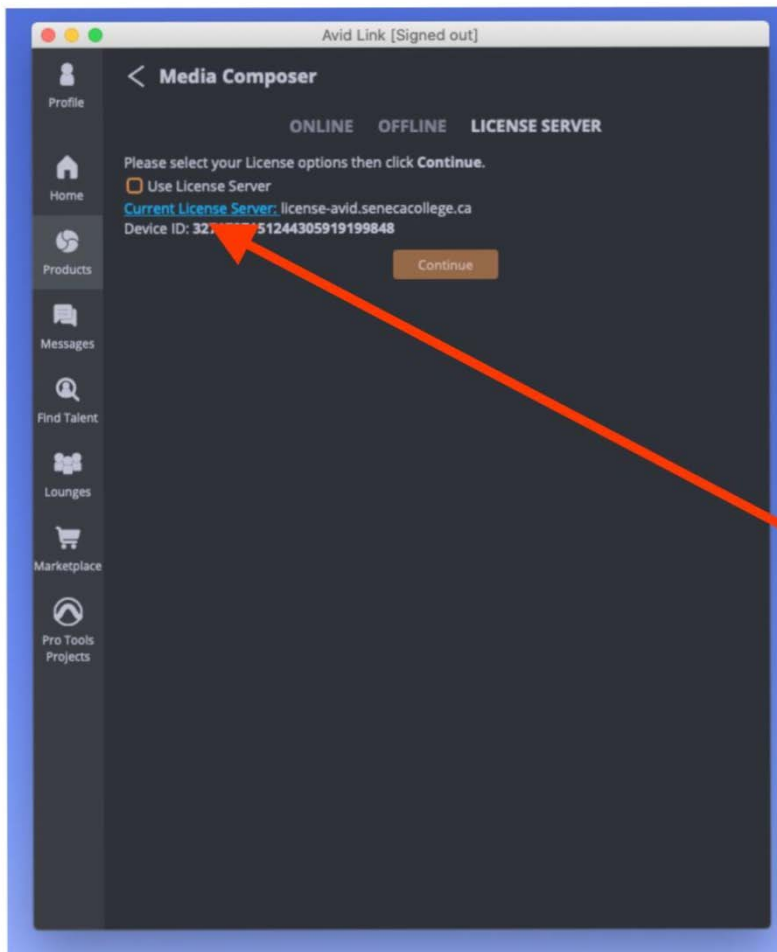 Avid Link [Signed out]
Profile
Media Composer
ONLINE OFFLINE LICENSE SERVER
Please select your License options then click Continue.
Use License Server
Current License Server: license-avid.senecacollege.ca
Device ID:
Continue
Home
Products
Messages
Find Talent
Lounges
Marketplace
Pro Tools
Projects